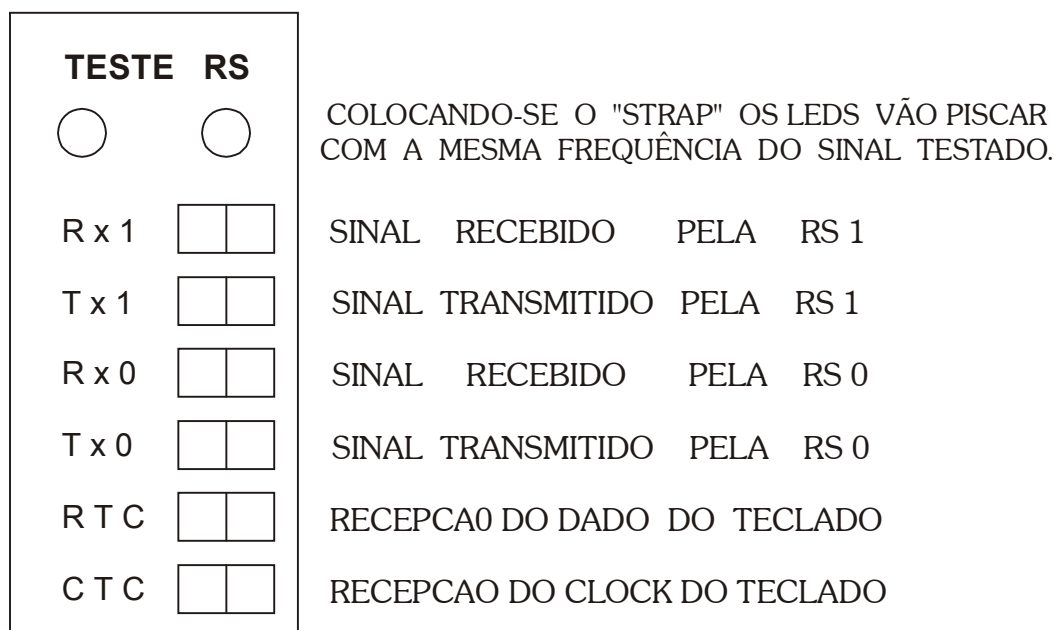 TESTE RS
COLOCANDO-SE O "STRAP" OS LEDS VÃO PISCAR
COM A MESMA FREQUÊNCIA DO SINAL TESTADO.
R x 1 SINAL RECEBIDO PELA RS 1
T x 1 SINAL TRANSMITIDO PELA RS 1
R x 0 SINAL RECEBIDO PELA RS 0
T x 0 SINAL TRANSMITIDO PELA RS 0
R T C RECEPCA0 DO DADO DO TECLADO
C T C RECEPCAO DO CLOCK DO TECLADO